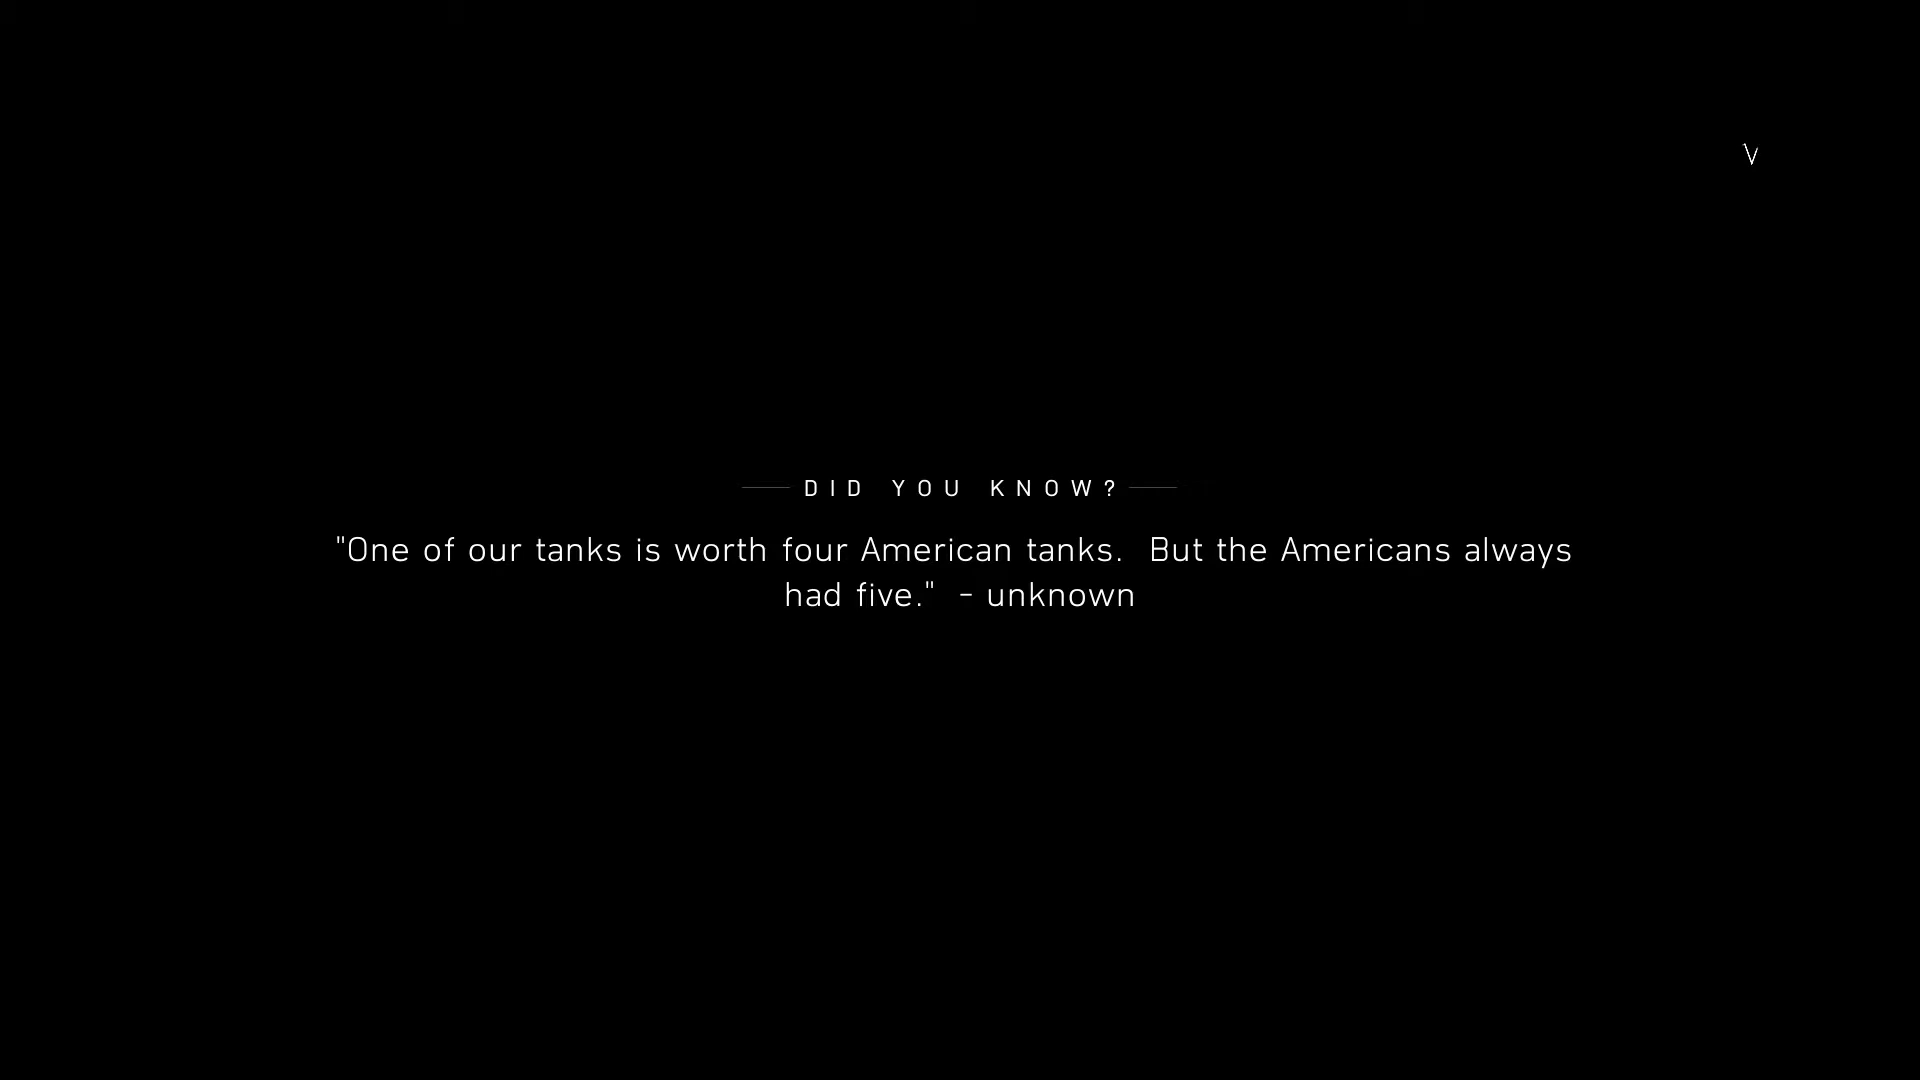 V
DID YOU KNOW?
"One of our tanks is worth four American tanks.  But the Americans always
had five."  - unknown